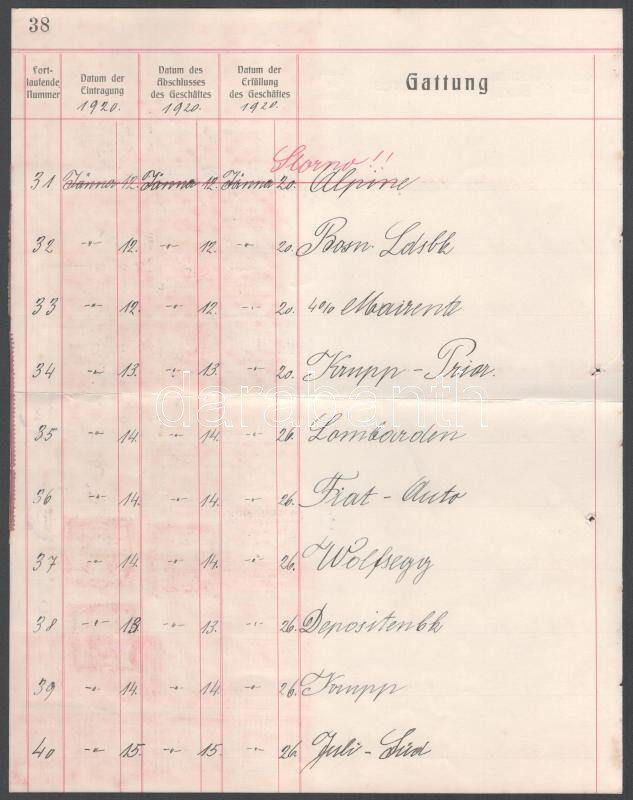 38
Fort-laufende Nummer | Datum der Eintragung 1920. | Datum des Abschlusses des Geschäftes 1920. | Datum der Erfüllung des Geschäftes 1920. | Gattung
Storno!!
31 Jänner 12. Jänner 12. Jänner 20. Alpine
32 -"- 12. -"- 12. -"- 20. Bosn. Ldsbk
33 -"- 12. -"- 12. -"- 20. 4% Mairente
34 -"- 13. -"- 13. -"- 20. Krupp - Prior.
darabanth
35 -"- 14. -"- 14. -"- 26. Lombarden
36 -"- 14. -"- 14. -"- 26. Fiat - Auto
37 -"- 14. -"- 14. -"- 26. Wolfsegg
38 -"- 13. -"- 13. -"- 26. Depositenbk
39 -"- 14. -"- 14 -"- 26. Krupp
40 -"- 15. -"- 15. -"- 26. Juli - Süd